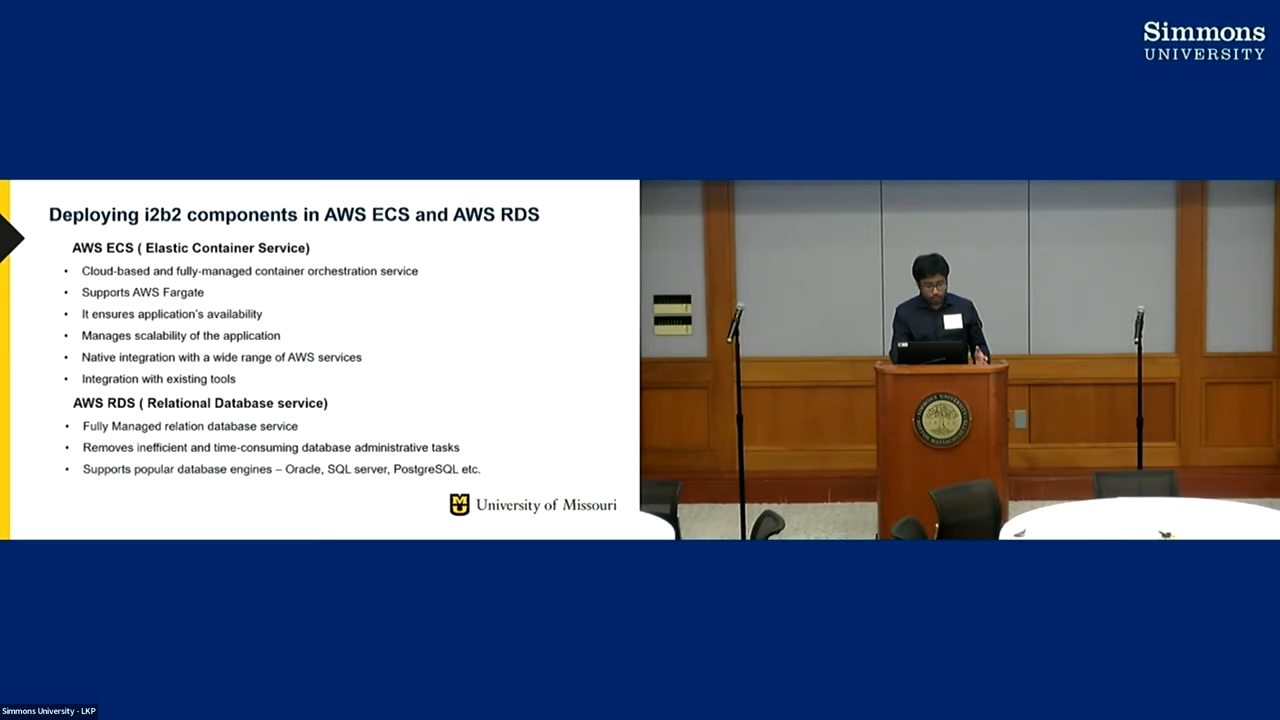 Simmons
UNIVERSITY
Deploying i2b2 components in AWS ECS and AWS RDS
AWS ECS ( Elastic Container Service)
• Cloud-based and fully-managed container orchestration service
• Supports AWS Fargate
• It ensures application's availability
• Manages scalability of the application
• Native integration with a wide range of AWS services
• Integration with existing tools
AWS RDS ( Relational Database service)
• Fully Managed relation database service
• Removes inefficient and time-consuming database administrative tasks
• Supports popular database engines – Oracle, SQL server, PostgreSQL etc.
University of Missouri
Simmons University - LKP